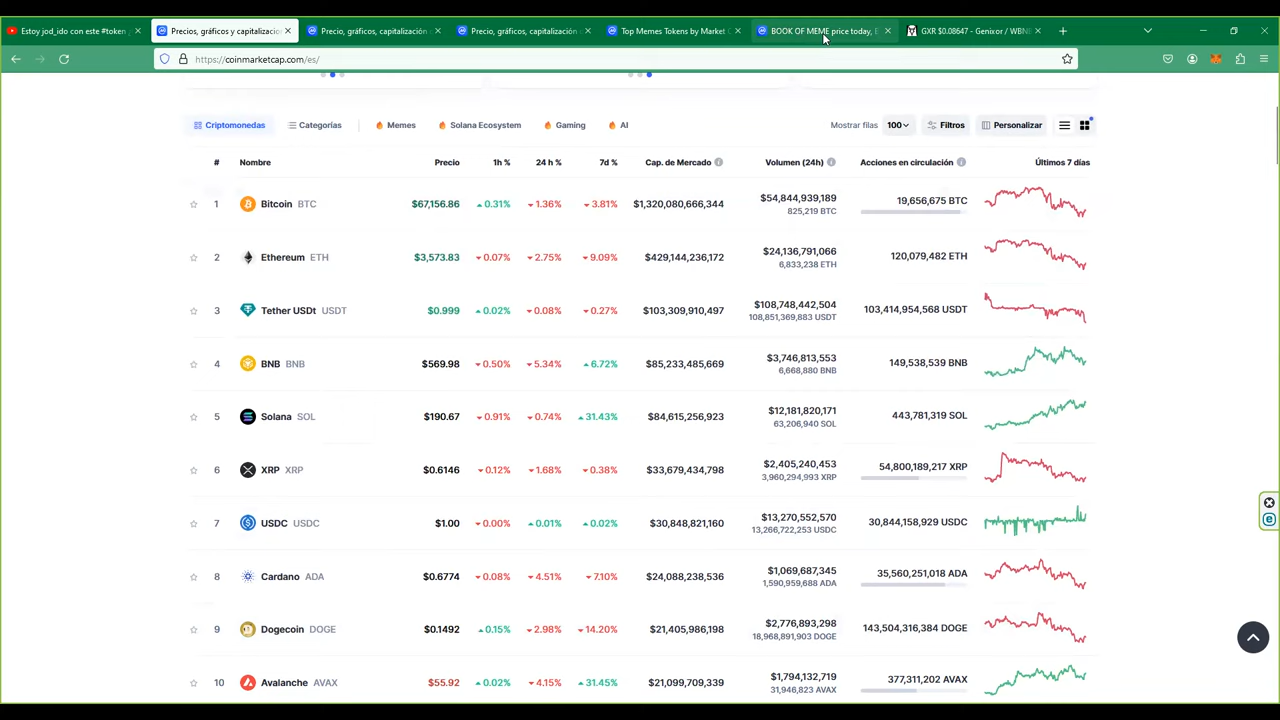 Estoy jod_ido con este #token
Precios, gráficos y capitalizacio
Precio, gráficos, capitalización
Precio, gráficos, capitalización
Top Memes Tokens by Market C
BOOK OF MEME price today, E
GXR $0.08647 - Genixor / WBNB
https://coinmarketcap.com/es/
Criptomonedas Categorías Memes Solana Ecosystem Gaming AI Mostrar filas 100 Filtros Personalizar
# Nombre Precio 1h % 24 h % 7d % Cap. de Mercado Volumen (24h) Acciones en circulación Últimos 7 días
1 Bitcoin BTC $67,156.86 0.31% 1.36% 3.81% $1,320,080,666,344 $54,844,939,189 19,656,675 BTC
825,219 BTC
2 Ethereum ETH $3,573.83 0.07% 2.75% 9.09% $429,144,236,172 $24,136,791,066 120,079,482 ETH
6,833,238 ETH
3 Tether USDt USDT $0.999 0.02% 0.08% 0.27% $103,309,910,497 $108,748,442,504 103,414,954,568 USDT
108,851,369,883 USDT
4 BNB BNB $569.98 0.50% 5.34% 6.72% $85,233,485,669 $3,746,813,553 149,538,539 BNB
6,668,880 BNB
5 Solana SOL $190.67 0.91% 0.74% 31.43% $84,615,256,923 $12,181,820,171 443,781,319 SOL
63,206,940 SOL
6 XRP XRP $0.6146 0.12% 1.68% 0.38% $33,679,434,798 $2,405,240,453 54,800,189,217 XRP
3,960,294,993 XRP
7 USDC USDC $1.00 0.00% 0.01% 0.02% $30,848,821,160 $13,270,552,570 30,844,158,929 USDC
13,266,722,253 USDC
8 Cardano ADA $0.6774 0.08% 4.51% 7.10% $24,088,238,536 $1,069,687,345 35,560,251,018 ADA
1,590,959,688 ADA
9 Dogecoin DOGE $0.1492 0.15% 2.98% 14.20% $21,405,986,198 $2,776,893,298 143,504,316,384 DOGE
18,968,891,903 DOGE
10 Avalanche AVAX $55.92 0.02% 4.15% 31.45% $21,099,709,339 $1,794,132,719 377,311,202 AVAX
31,946,823 AVAX